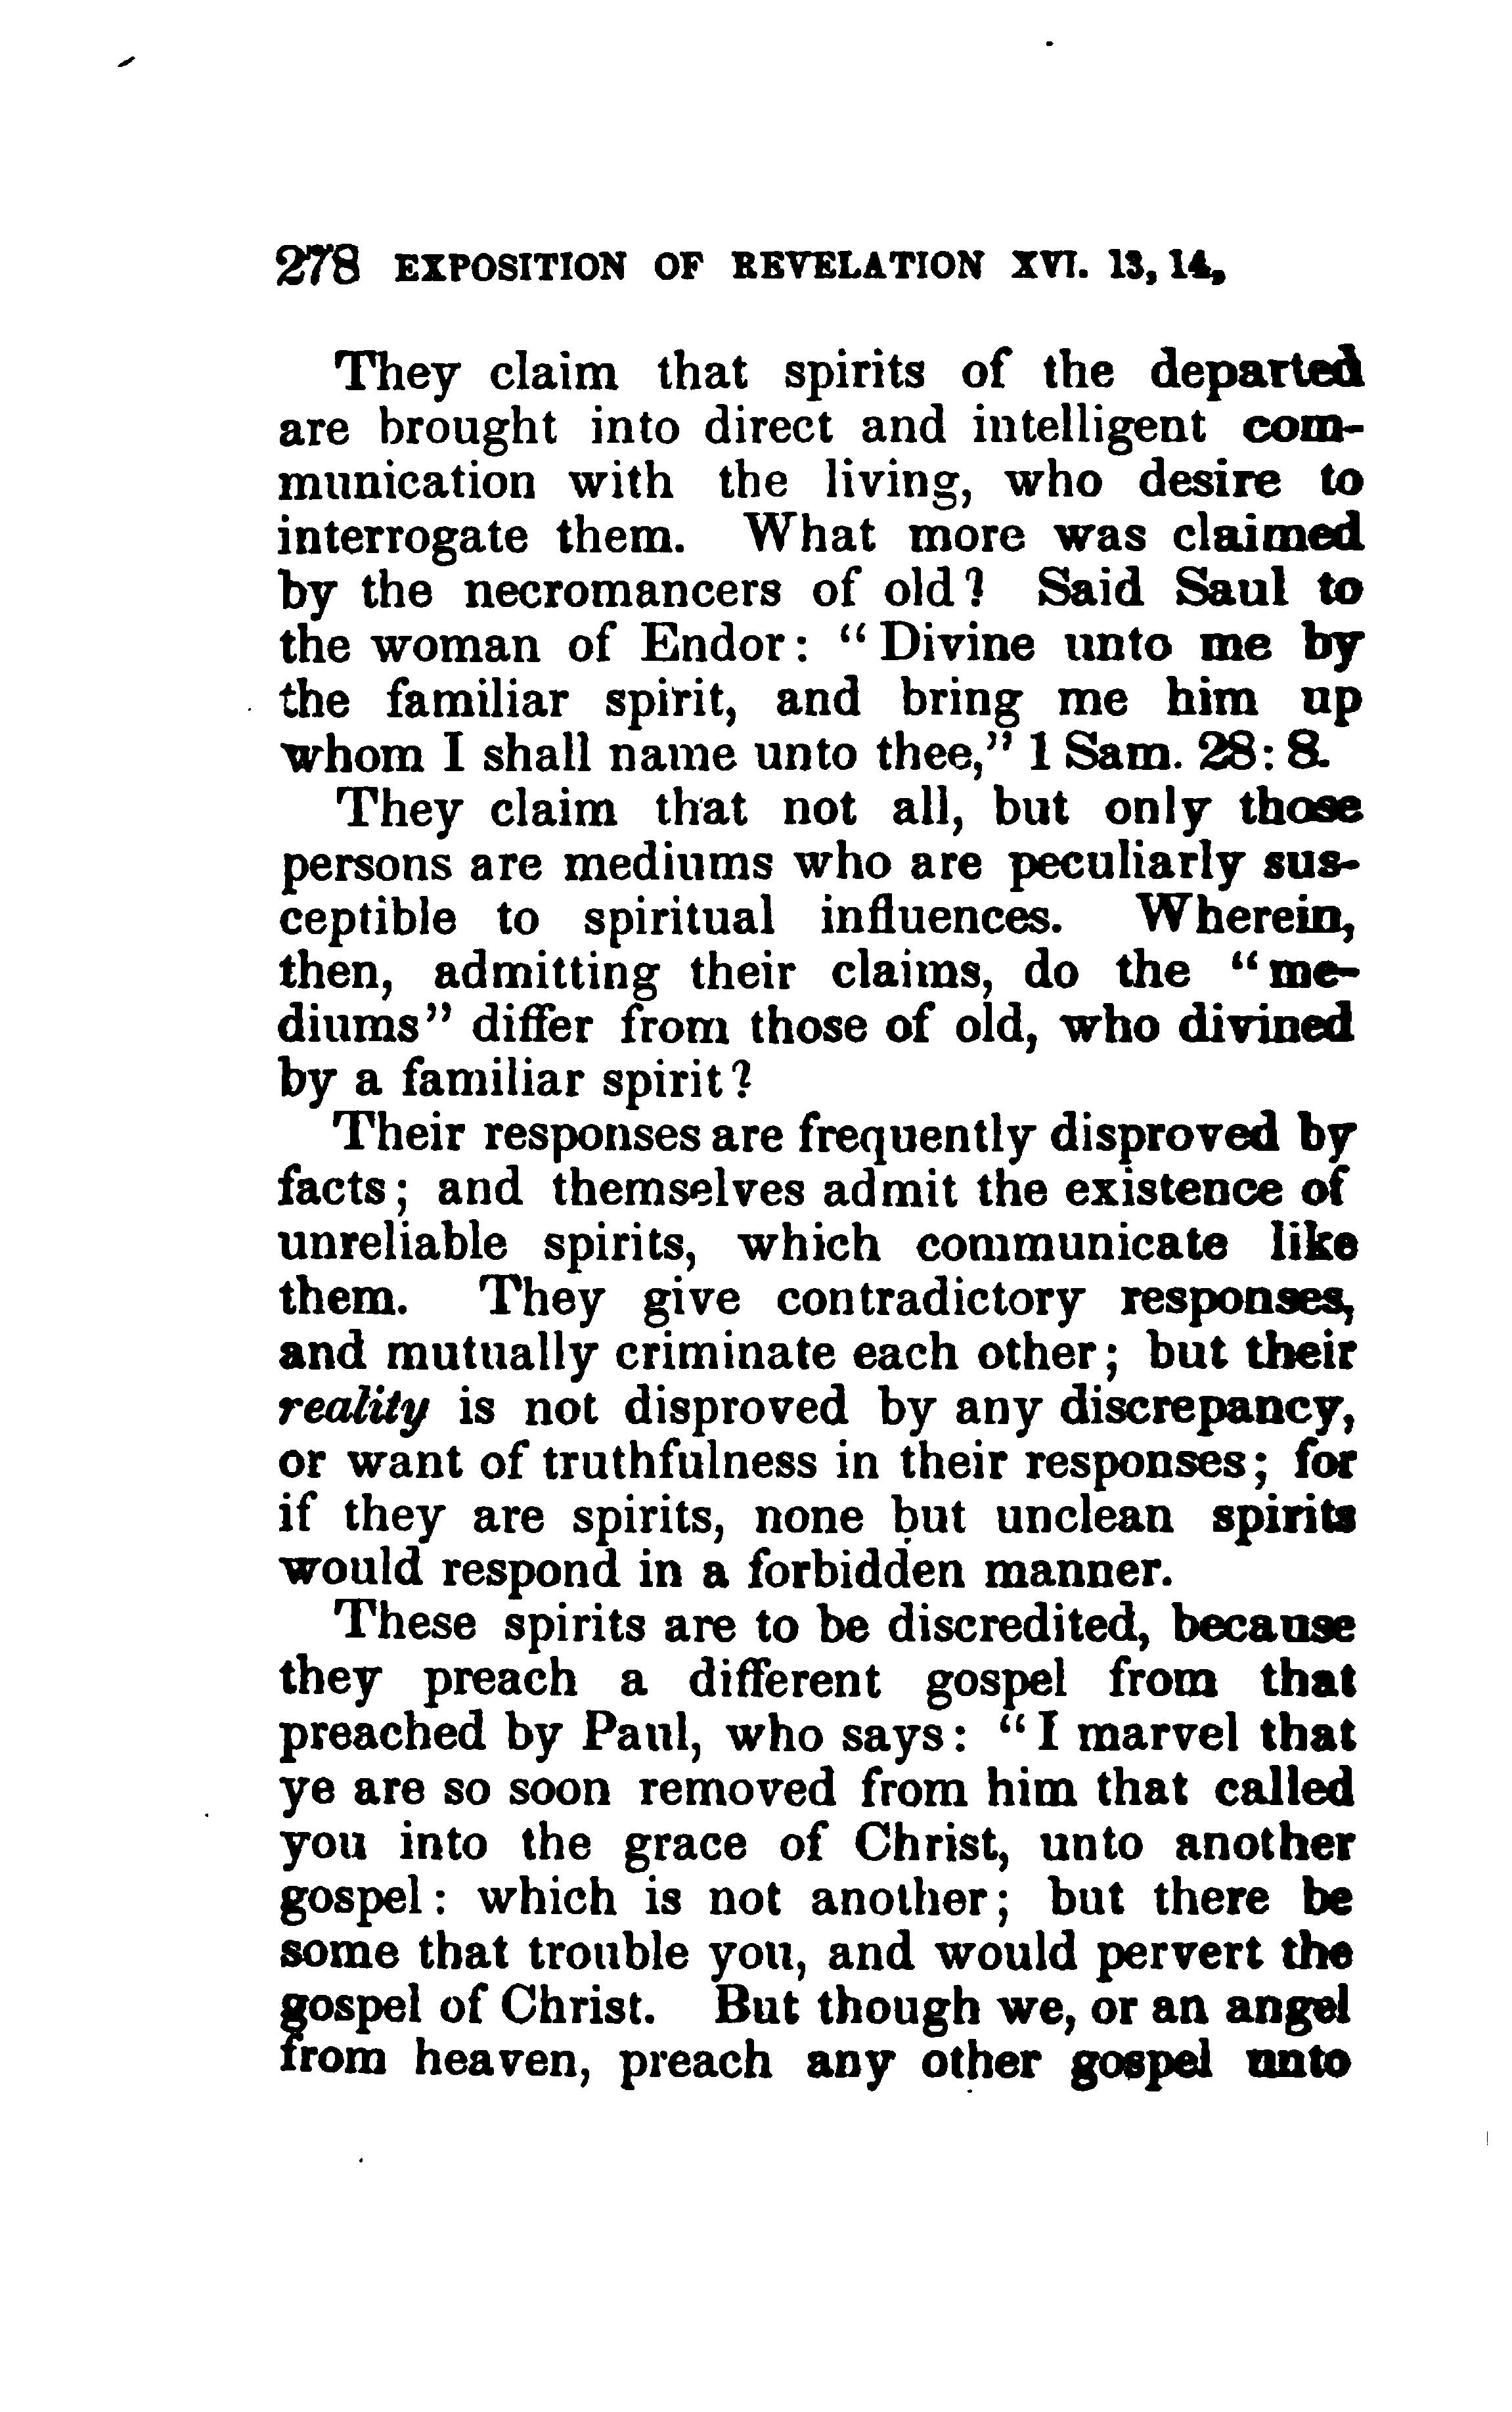 278 EXPOSITION OF REVELATION XVI. 13, 14,
They claim that spirits of the departed
are brought into direct and intelligent com-
munication with the living, who desire to
interrogate them. What more was claimed
by the necromancers of old? Said Saul to
the woman of Endor: “Divine unto me by
the familiar spirit, and bring me him up
whom I shall name unto thee,” 1 Sam. 28: 8.
They claim that not all, but only those
persons are mediums who are peculiarly sus-
ceptible to spiritual influences. Wherein,
then, admitting their claims, do the “me-
diums” differ from those of old, who divined
by a familiar spirit?
Their responses are frequently disproved by
facts; and themselves admit the existence of
unreliable spirits, which communicate like
them. They give contradictory responses,
and mutually criminate each other; but their
reality is not disproved by any discrepancy,
or want of truthfulness in their responses; for
if they are spirits, none but unclean spirits
would respond in a forbidden manner.
These spirits are to be discredited, because
they preach a different gospel from that
preached by Paul, who says: “I marvel that
ye are so soon removed from him that called
you into the grace of Christ, unto another
gospel: which is not another; but there be
some that trouble you, and would pervert the
gospel of Christ. But though we, or an angel
from heaven, preach any other gospel unto